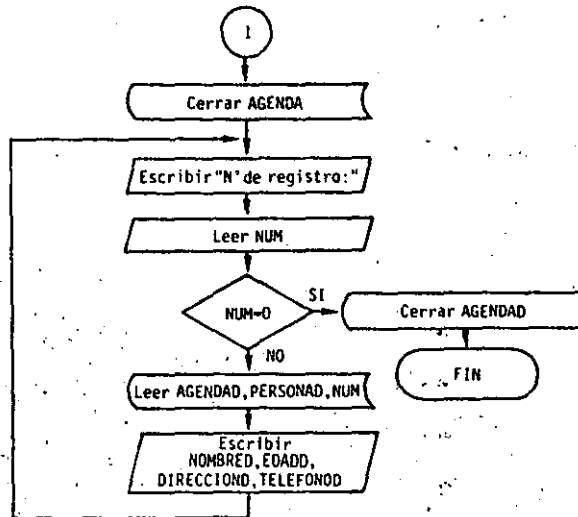 1
Cerrar AGENDA
Escribir "N' de registro:"
Leer NUM
NUM=0
SI
Cerrar AGENDAD
FIN
NO
Leer AGENDAD,PERSONAD,NUM
Escribir
NOMBRED,EDADD,
DIRECCIOND,TELEFONOD